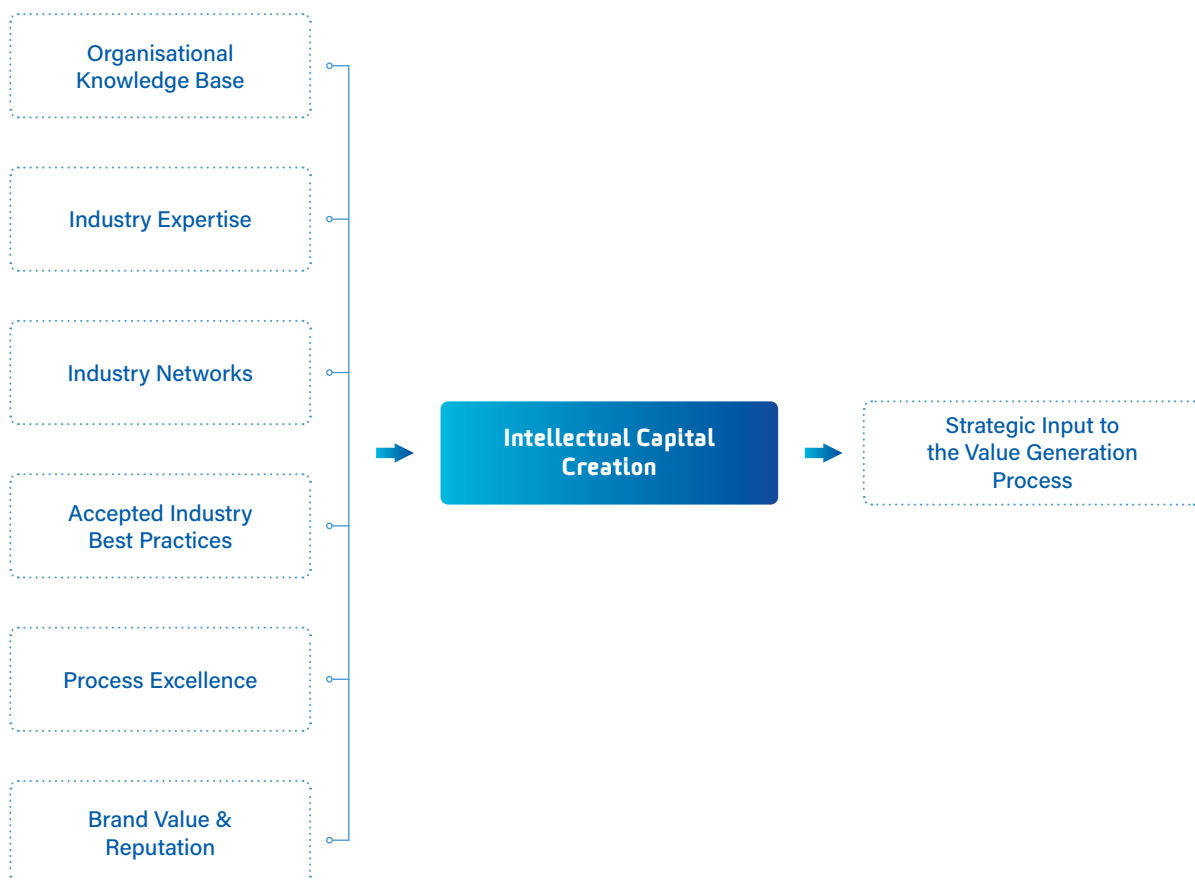 Organisational
Knowledge Base
Industry Expertise
Industry Networks
Accepted Industry
Best Practices
Process Excellence
Brand Value &
Reputation
Intellectual Capital
Creation
Strategic Input to
the Value Generation
Process